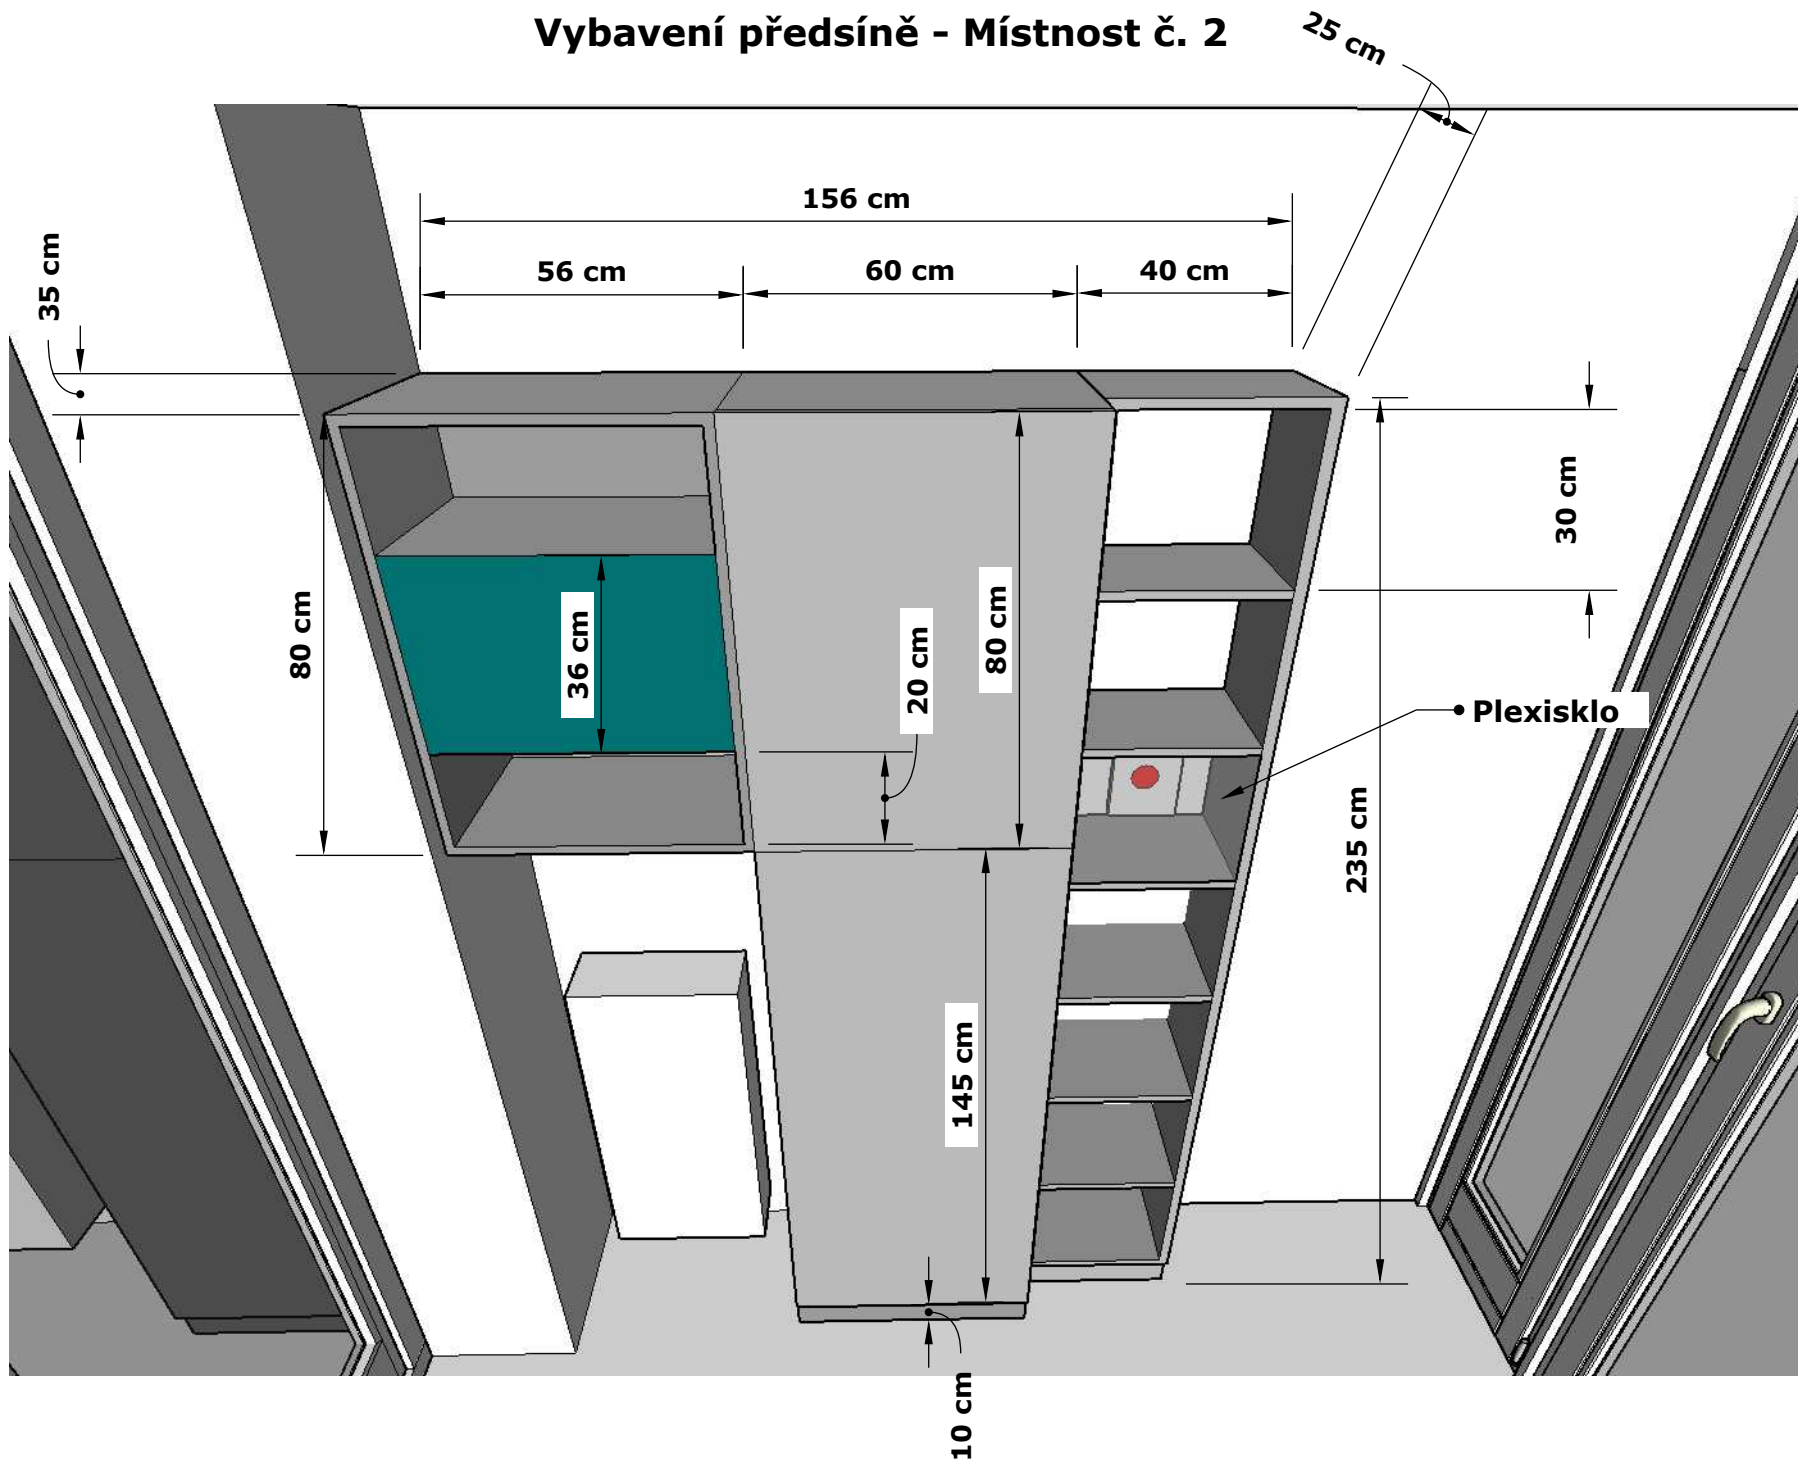 Vybavení předsíně - Místnost č. 2
25 cm
156 cm
35 cm
56 cm
60 cm
40 cm
30 cm
80 cm
36 cm
20 cm
80 cm
Plexisklo
235 cm
145 cm
10 cm